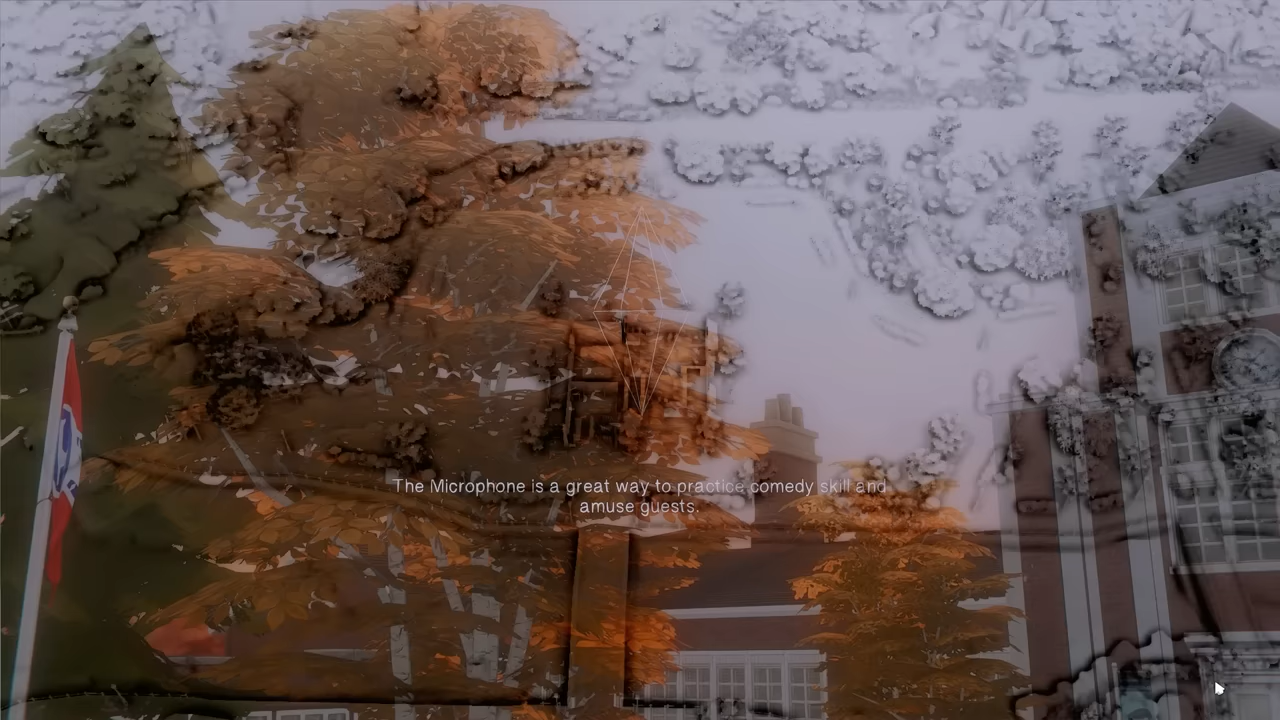 The Microphone is a great way to practice comedy skill and
amuse guests.